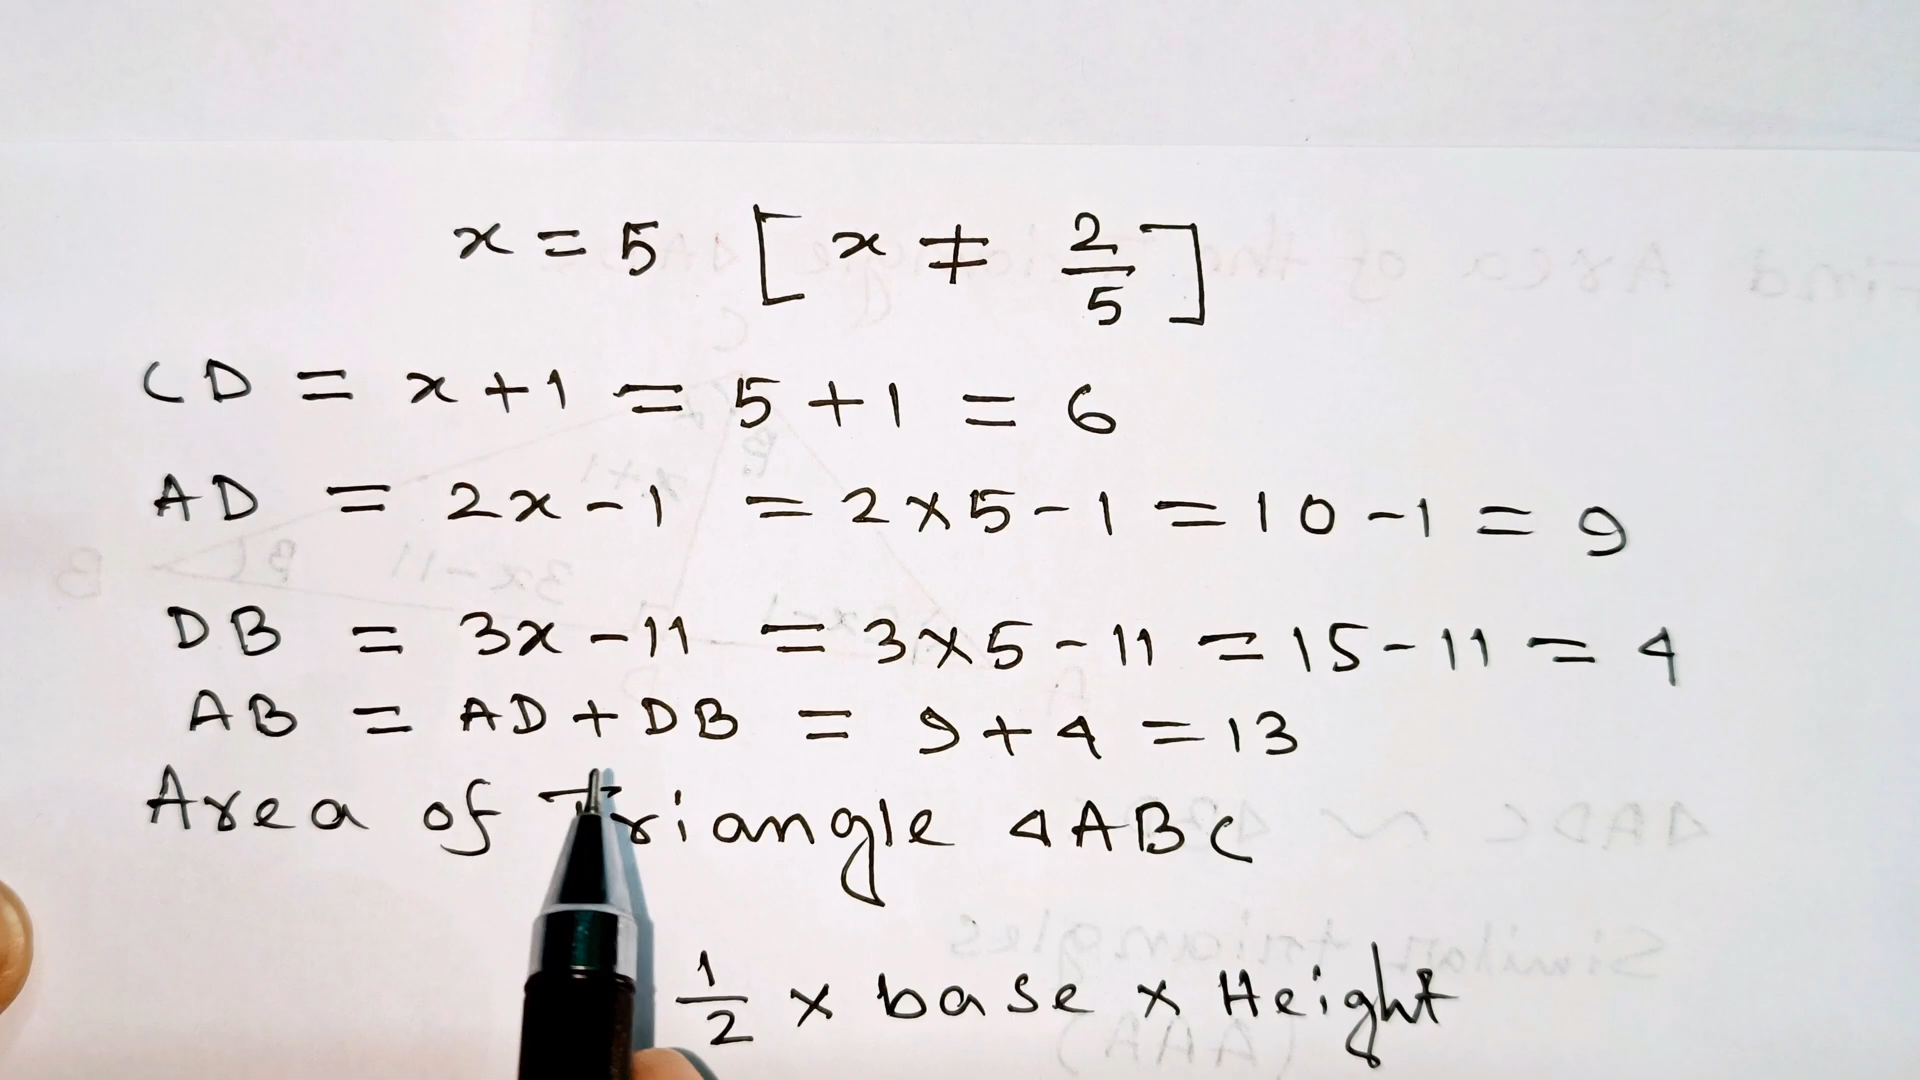 x = 5 [x ≠ 2/5]
CD = x+1 = 5+1 = 6
AD = 2x-1 = 2×5-1 = 10-1 = 9
DB = 3x-11 = 3×5-11 = 15-11 = 4
AB = AD+DB = 9+4 = 13
Area of Triangle ⊿ABC
1/2 × base × Height